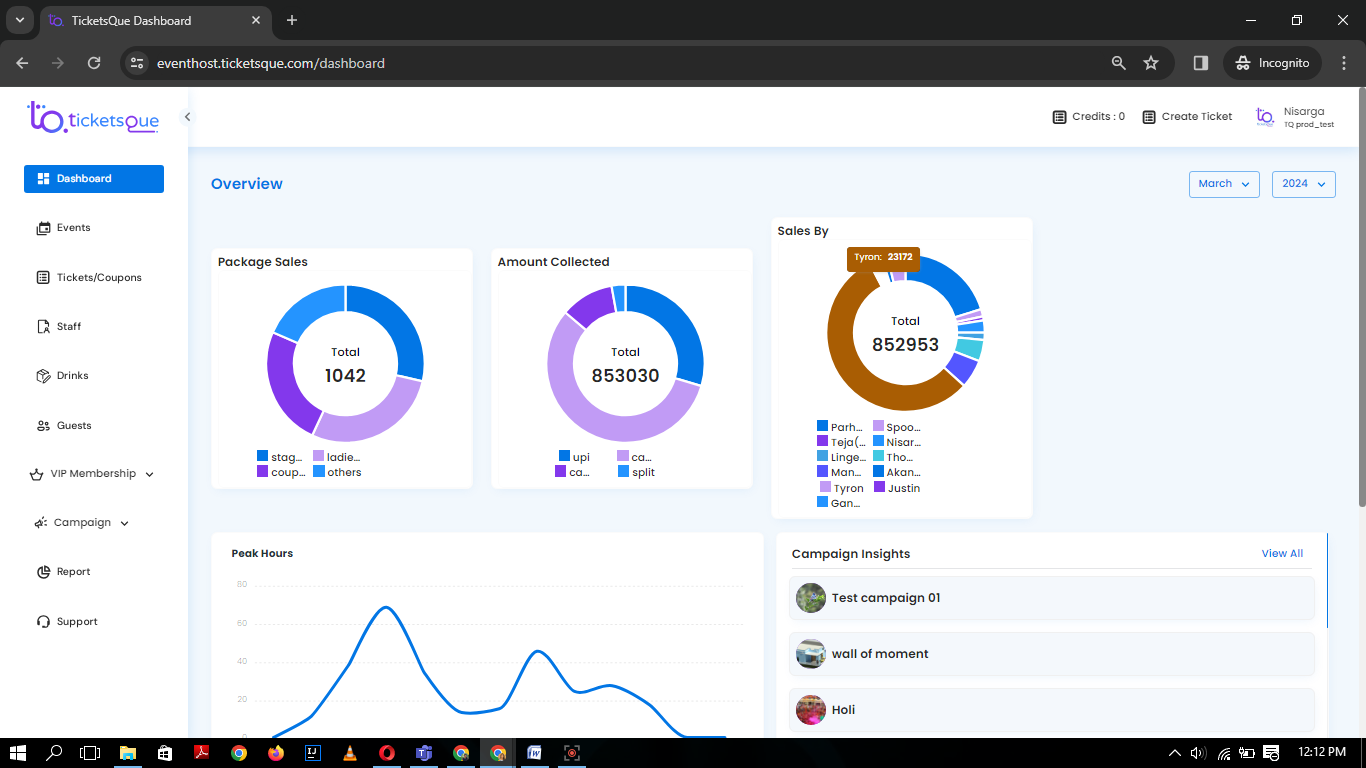 TicketsQue Dashboard
eventhost.ticketsque.com/dashboard
Incognito
to.ticketsque
Credits : 0
Create Ticket
Nisarga
TQ prod_test
Dashboard
Events
Tickets/Coupons
Staff
Drinks
Guests
VIP Membership
Campaign
Report
Support
Overview
March
2024
Package Sales
Total
1042
stag...
ladie...
coup...
others
Amount Collected
Total
853030
upi
ca...
ca...
split
Sales By
Tyron: 23172
Total
852953
Parh...
Spoo...
Teja(...
Nisar...
Linge...
Tho...
Man...
Akan...
Tyron
Justin
Gan...
Peak Hours
80
60
40
20
0
Campaign Insights
View All
Test campaign 01
wall of moment
Holi
12:12 PM